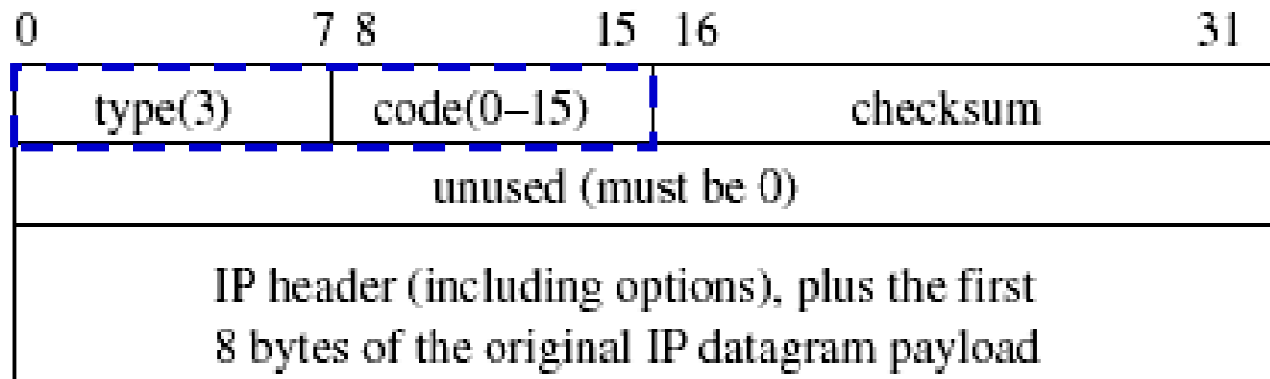 0 7 8 15 16 31
type(3) code(0–15) checksum
unused (must be 0)
IP header (including options), plus the first
8 bytes of the original IP datagram payload